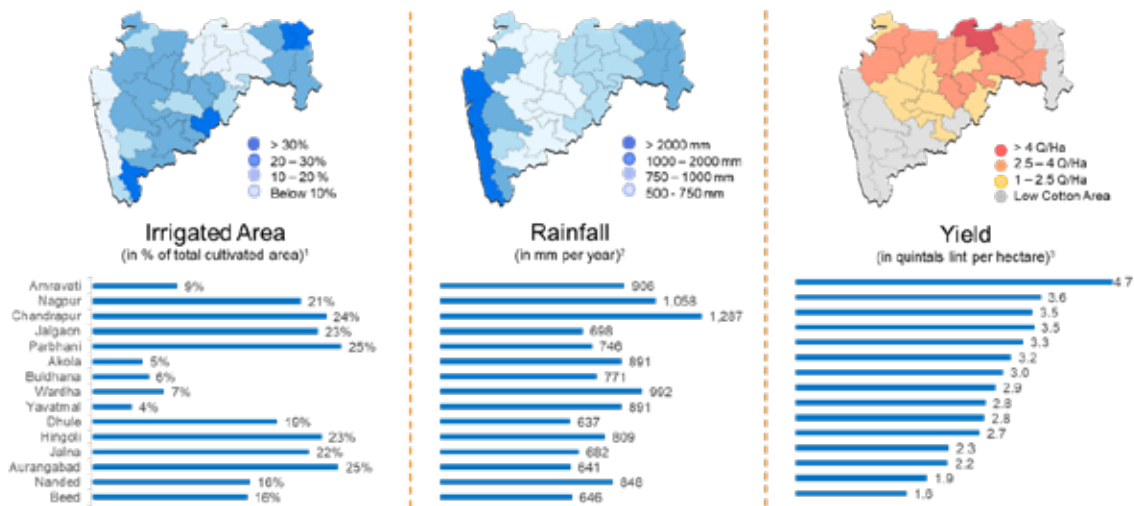 > 30%
20 – 30%
10 – 20 %
Below 10%
> 2000 mm
1000 – 2000 mm
750 – 1000 mm
500 - 750 mm
> 4 Q/Ha
2.5 – 4 Q/Ha
1 – 2.5 Q/Ha
Low Cotton Area
Irrigated Area
(in % of total cultivated area)¹
Rainfall
(in mm per year)²
Yield
(in quintals lint per hectare)³
Amravati 9% 906 4.7
Nagpur 21% 1,058 3.6
Chandrapur 24% 1,287 3.5
Jalgaon 23% 698 3.5
Parbhani 25% 746 3.3
Akola 5% 891 3.2
Buldhana 6% 771 3.0
Wardha 7% 992 2.9
Yavatmal 4% 891 2.8
Dhule 637 2.8
Hingoli 23% 809 2.7
Jalna 22% 682 2.3
Aurangabad 25% 641 2.2
Nanded 16% 848 1.9
Beed 16% 646